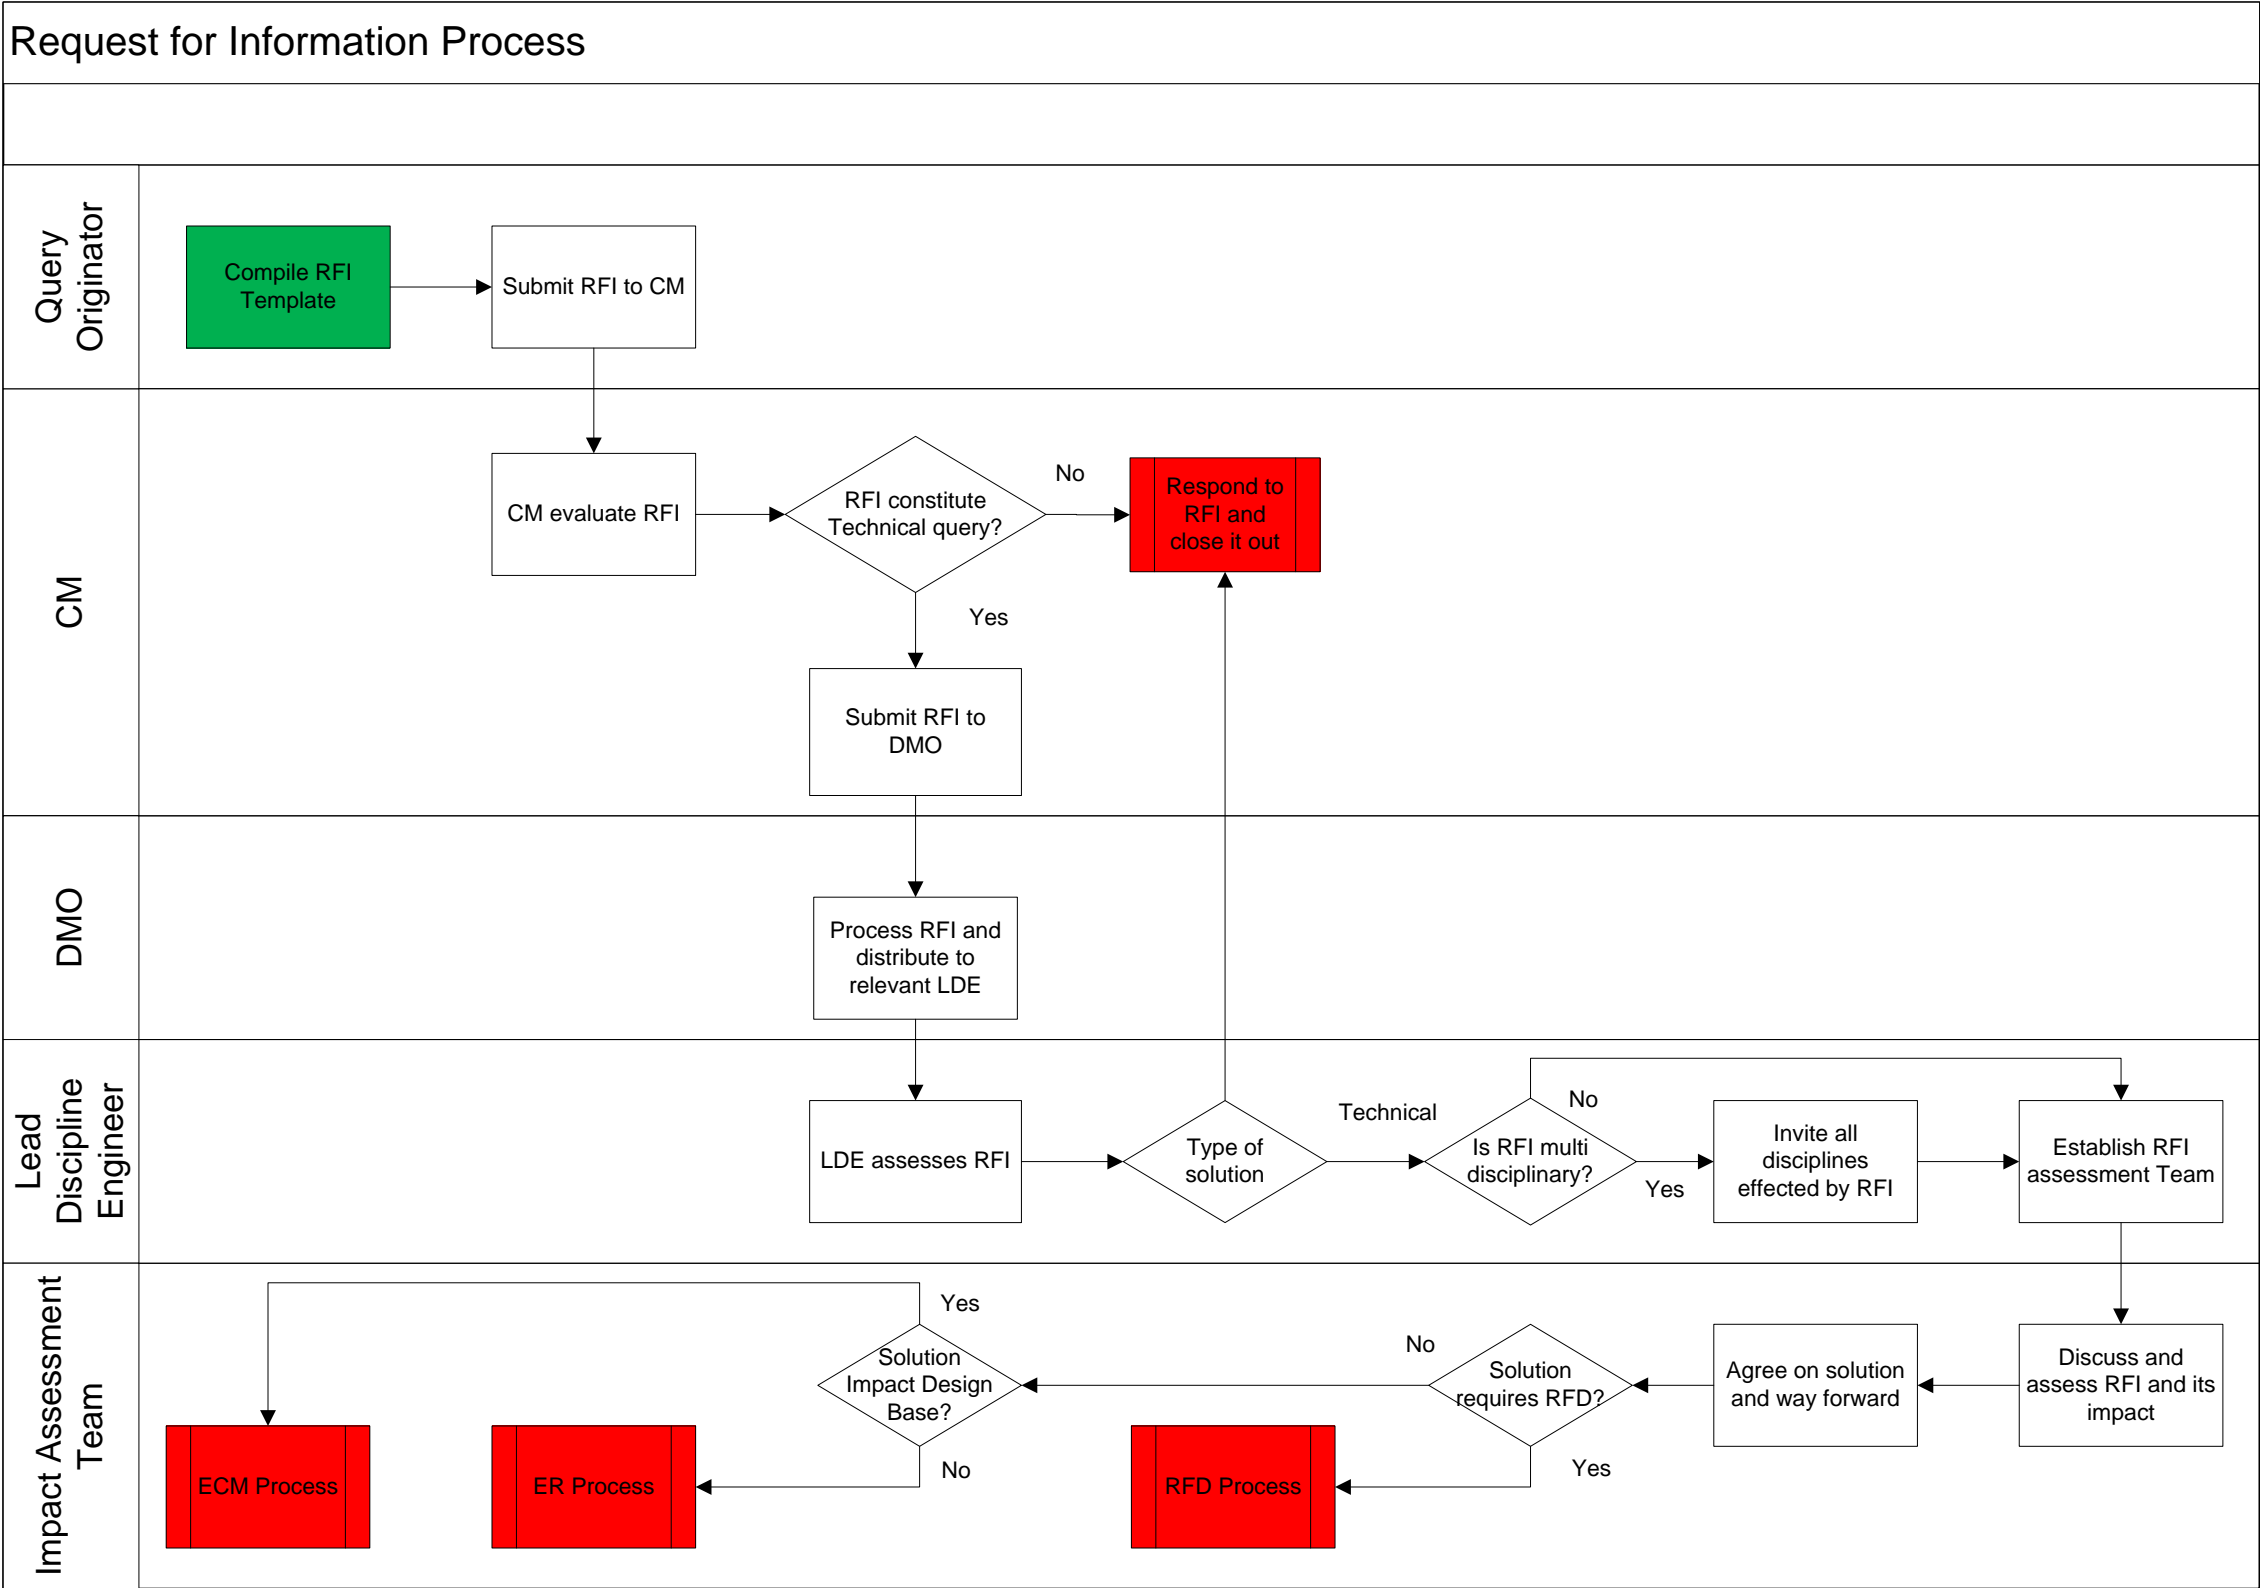 Request for Information Process
Query
Originator
Compile RFI
Template
Submit RFI to CM
CM
CM evaluate RFI
RFI constitute
Technical query?
No
Respond to
RFI and
close it out
Yes
Submit RFI to
DMO
DMO
Process RFI and
distribute to
relevant LDE
Lead
Discipline
Engineer
LDE assesses RFI
Type of
solution
Technical
Is RFI multi
disciplinary?
No
Yes
Invite all
disciplines
effected by RFI
Establish RFI
assessment Team
Impact Assessment
Team
Discuss and
assess RFI and its
impact
Agree on solution
and way forward
Solution
requires RFD?
No
Yes
RFD Process
Solution
Impact Design
Base?
Yes
No
ER Process
ECM Process